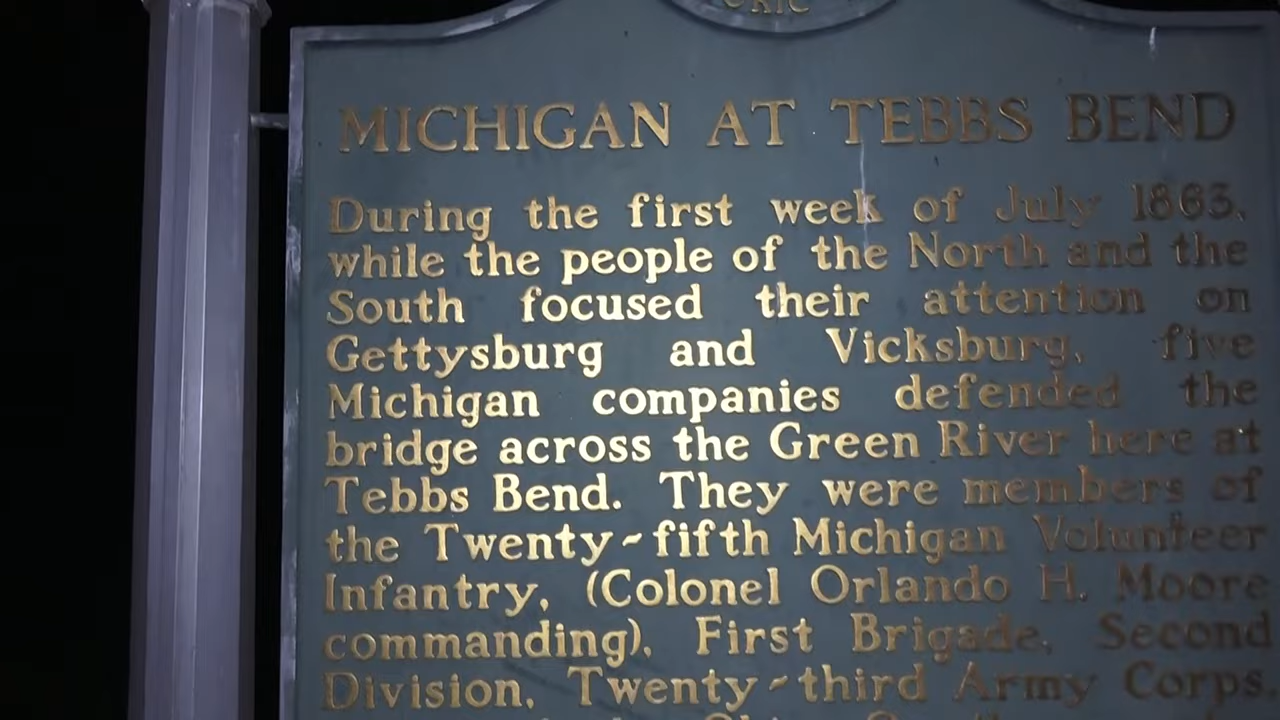 MICHIGAN AT TEBBS BEND
During the first week of July 1863,
while the people of the North and the
South focused their attention on
Gettysburg and Vicksburg, five
Michigan companies defended the
bridge across the Green River here at
Tebbs Bend. They were members of
the Twenty-fifth Michigan Volunteer
Infantry, (Colonel Orlando H. Moore
commanding), First Brigade, Second
Division, Twenty-third Army Corps,